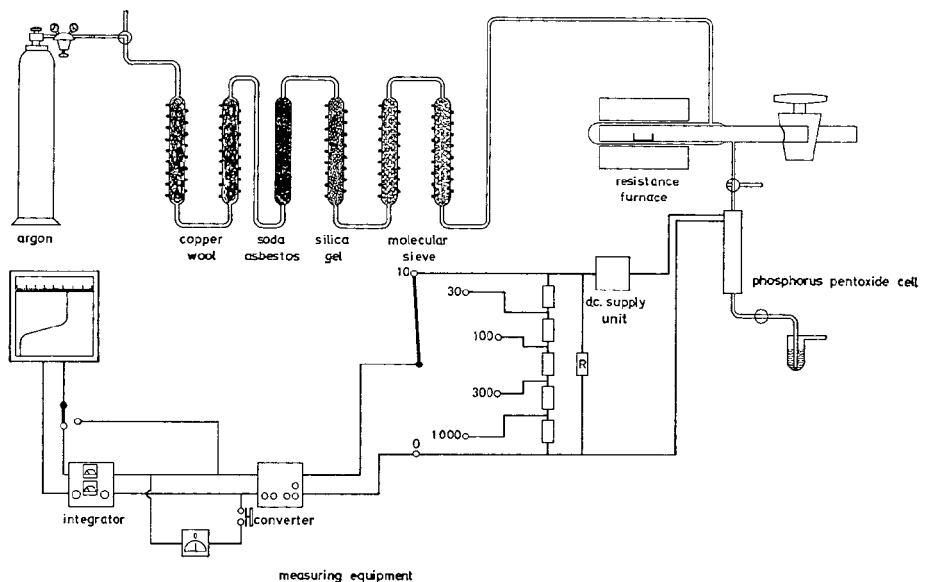 argon
copper
wool
soda
asbestos
silica
gel
molecular
sieve
resistance
furnace
phosphorus pentoxide cell
10
30
100
300
1000
0
R
d.c. supply
unit
integrator
0
converter
measuring equipment